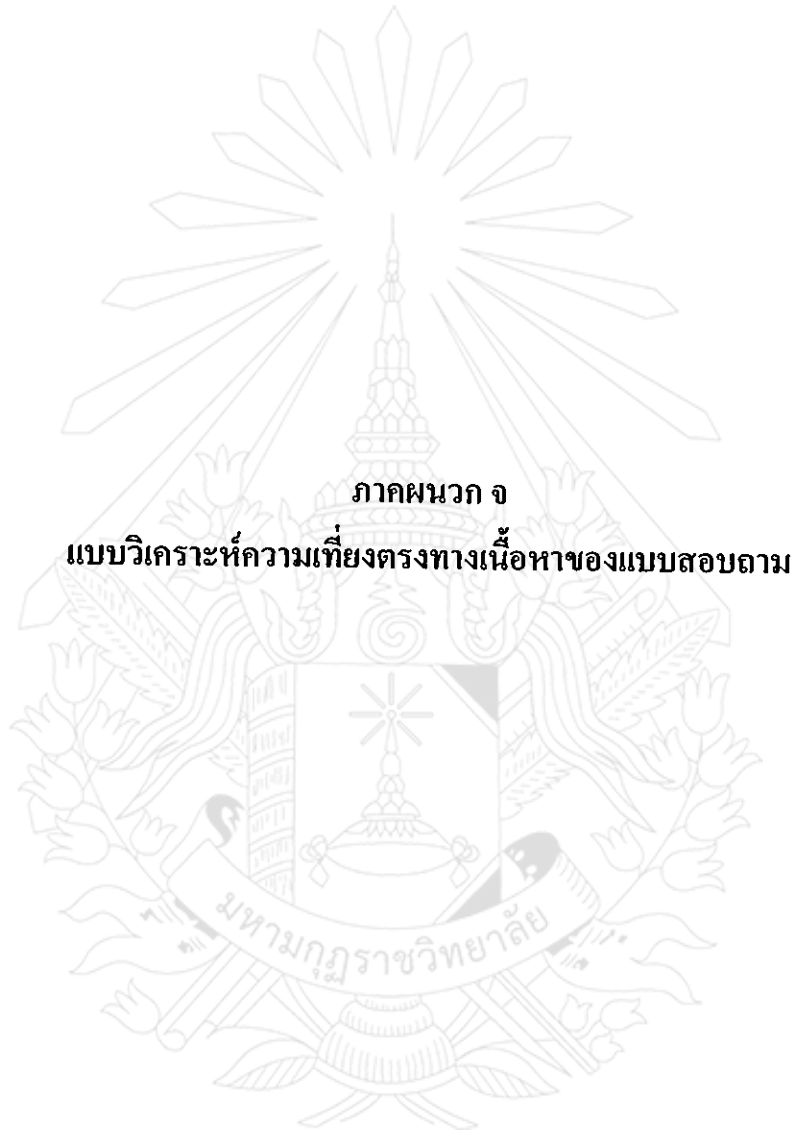 ภาคผนวก จ
แบบวิเคราะห์ความเที่ยงตรงทางเนื้อหาของแบบสอบถาม
มหามกุฏราชวิทยาลัย